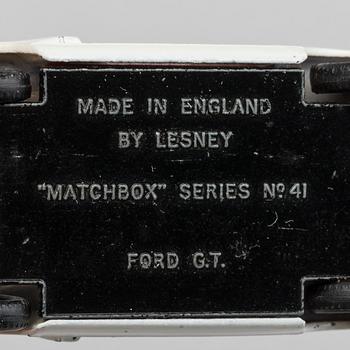 MADE IN ENGLAND
BY LESNEY
"MATCHBOX" SERIES Nº 41
FORD G.T.